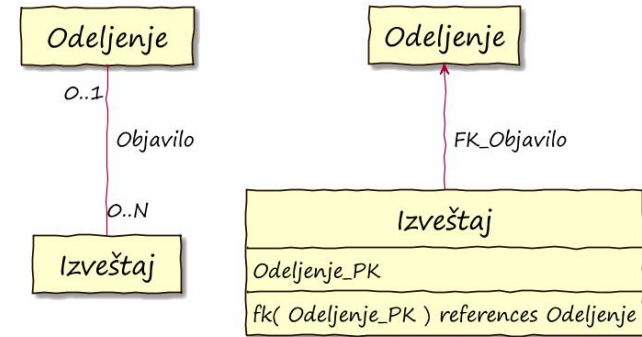 Odeljenje
0..1
Objavilo
0..N
Izveštaj
Odeljenje
FK_Objavilo
Izveštaj
Odeljenje_PK
fk( Odeljenje_PK ) references Odeljenje